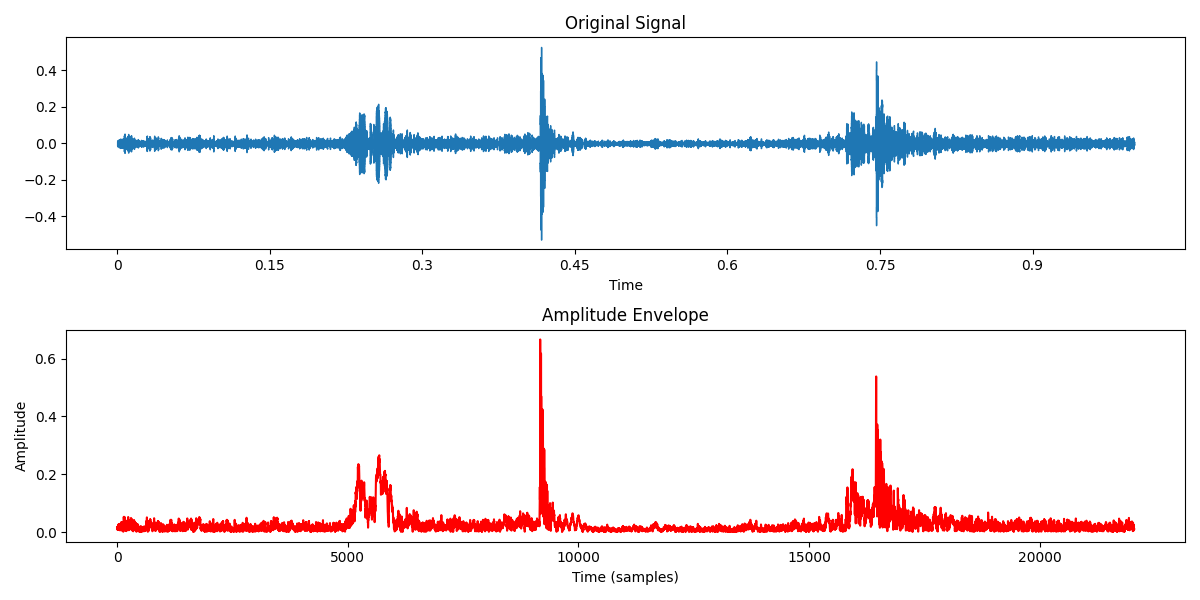 Original Signal
0.4
0.2
0.0
−0.2
−0.4
0 0.15 0.3 0.45 0.6 0.75 0.9
Time
Amplitude Envelope
Amplitude
0.6
0.4
0.2
0.0
0 5000 10000 15000 20000
Time (samples)